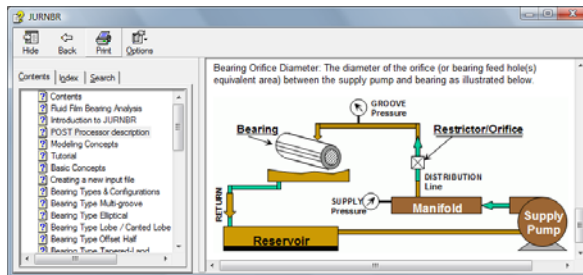 JURNBR
Hide
Back
Print
Options
Contents
Index
Search
Contents
Fluid Film Bearing Analysis
Introduction to JURNBR
POST Processor description
Modeling Concepts
Tutorial
Basic Concepts
Creating a new input file
Bearing Types & Configurations
Bearing Type Multi-groove
Bearing Type Elliptical
Bearing Type Lobe / Canted Lobe
Bearing Type Offset Half
Bearing Type Tapered-Land
Bearing Orifice Diameter: The diameter of the orifice (or bearing feed hole(s)
equivalent area) between the supply pump and bearing as illustrated below.
GROOVE
Pressure
Bearing
Restrictor/Orifice
DISTRIBUTION
Line
RETURN
SUPPLY
Pressure
Manifold
Supply
Pump
Reservoir